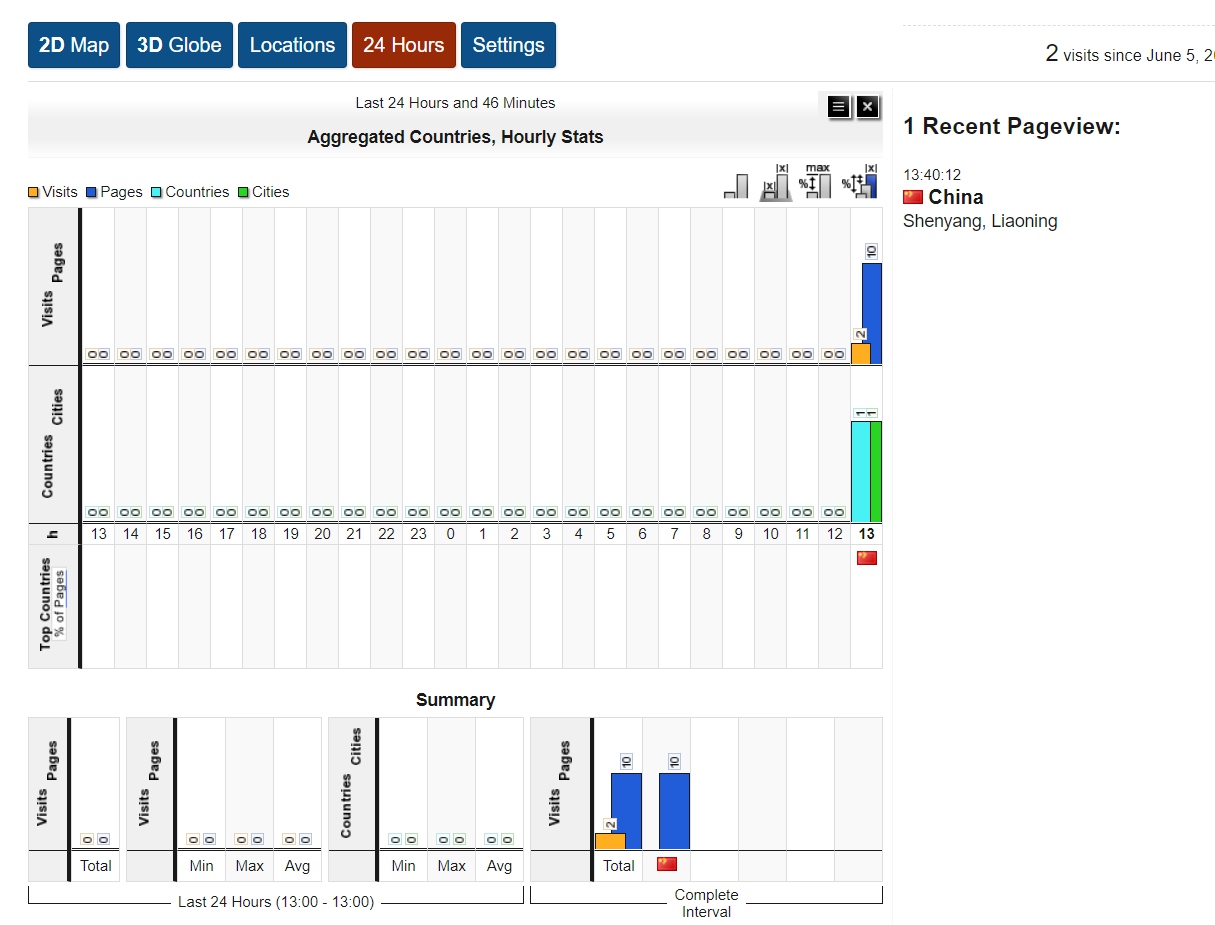 2D Map 3D Globe Locations 24 Hours Settings
2 visits since June 5, 2
Last 24 Hours and 46 Minutes
Aggregated Countries, Hourly Stats
1 Recent Pageview:
13:40:12
China
Shenyang, Liaoning
Visits Pages Countries Cities
|x| |x| max % % |x|
Visits Pages
0 0 0 0 0 0 0 0 0 0 0 0 0 0 0 0 0 0 0 0 0 0 0 0 0 0 0 0 0 0 0 0 0 0 0 0 0 0 0 0 0 0 0 0 0 0 0 0 2 10
Countries Cities
0 0 0 0 0 0 0 0 0 0 0 0 0 0 0 0 0 0 0 0 0 0 0 0 0 0 0 0 0 0 0 0 0 0 0 0 0 0 0 0 0 0 0 0 0 0 0 0 1 1
h 13 14 15 16 17 18 19 20 21 22 23 0 1 2 3 4 5 6 7 8 9 10 11 12 13
Top Countries
% of Pages
Summary
Visits Pages 0 0 Visits Pages 0 0 0 0 0 0 Countries Cities 0 0 0 0 0 0 Visits Pages 2 10 10
Total Min Max Avg Min Max Avg Total
Last 24 Hours (13:00 - 13:00)
Complete
Interval